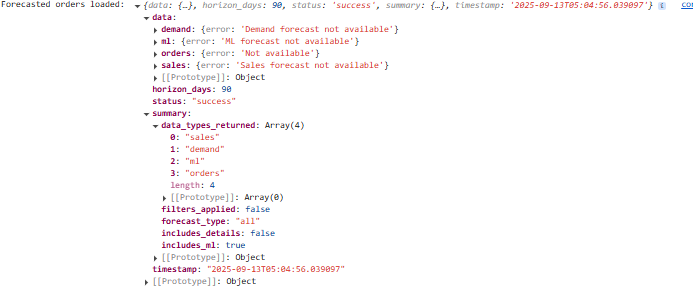 Forecasted orders loaded: ▼ {data: {…}, horizon_days: 90, status: 'success', summary: {…}, timestamp: '2025-09-13T05:04:56.039097'} i
▼ data:
▶ demand: {error: 'Demand forecast not available'}
▶ ml: {error: 'ML forecast not available'}
▶ orders: {error: 'Not available'}
▶ sales: {error: 'Sales forecast not available'}
▶ [[Prototype]]: Object
horizon_days: 90
status: "success"
▼ summary:
▼ data_types_returned: Array(4)
0: "sales"
1: "demand"
2: "ml"
3: "orders"
length: 4
▶ [[Prototype]]: Array(0)
filters_applied: false
forecast_type: "all"
includes_details: false
includes_ml: true
▶ [[Prototype]]: Object
timestamp: "2025-09-13T05:04:56.039097"
▶ [[Prototype]]: Object